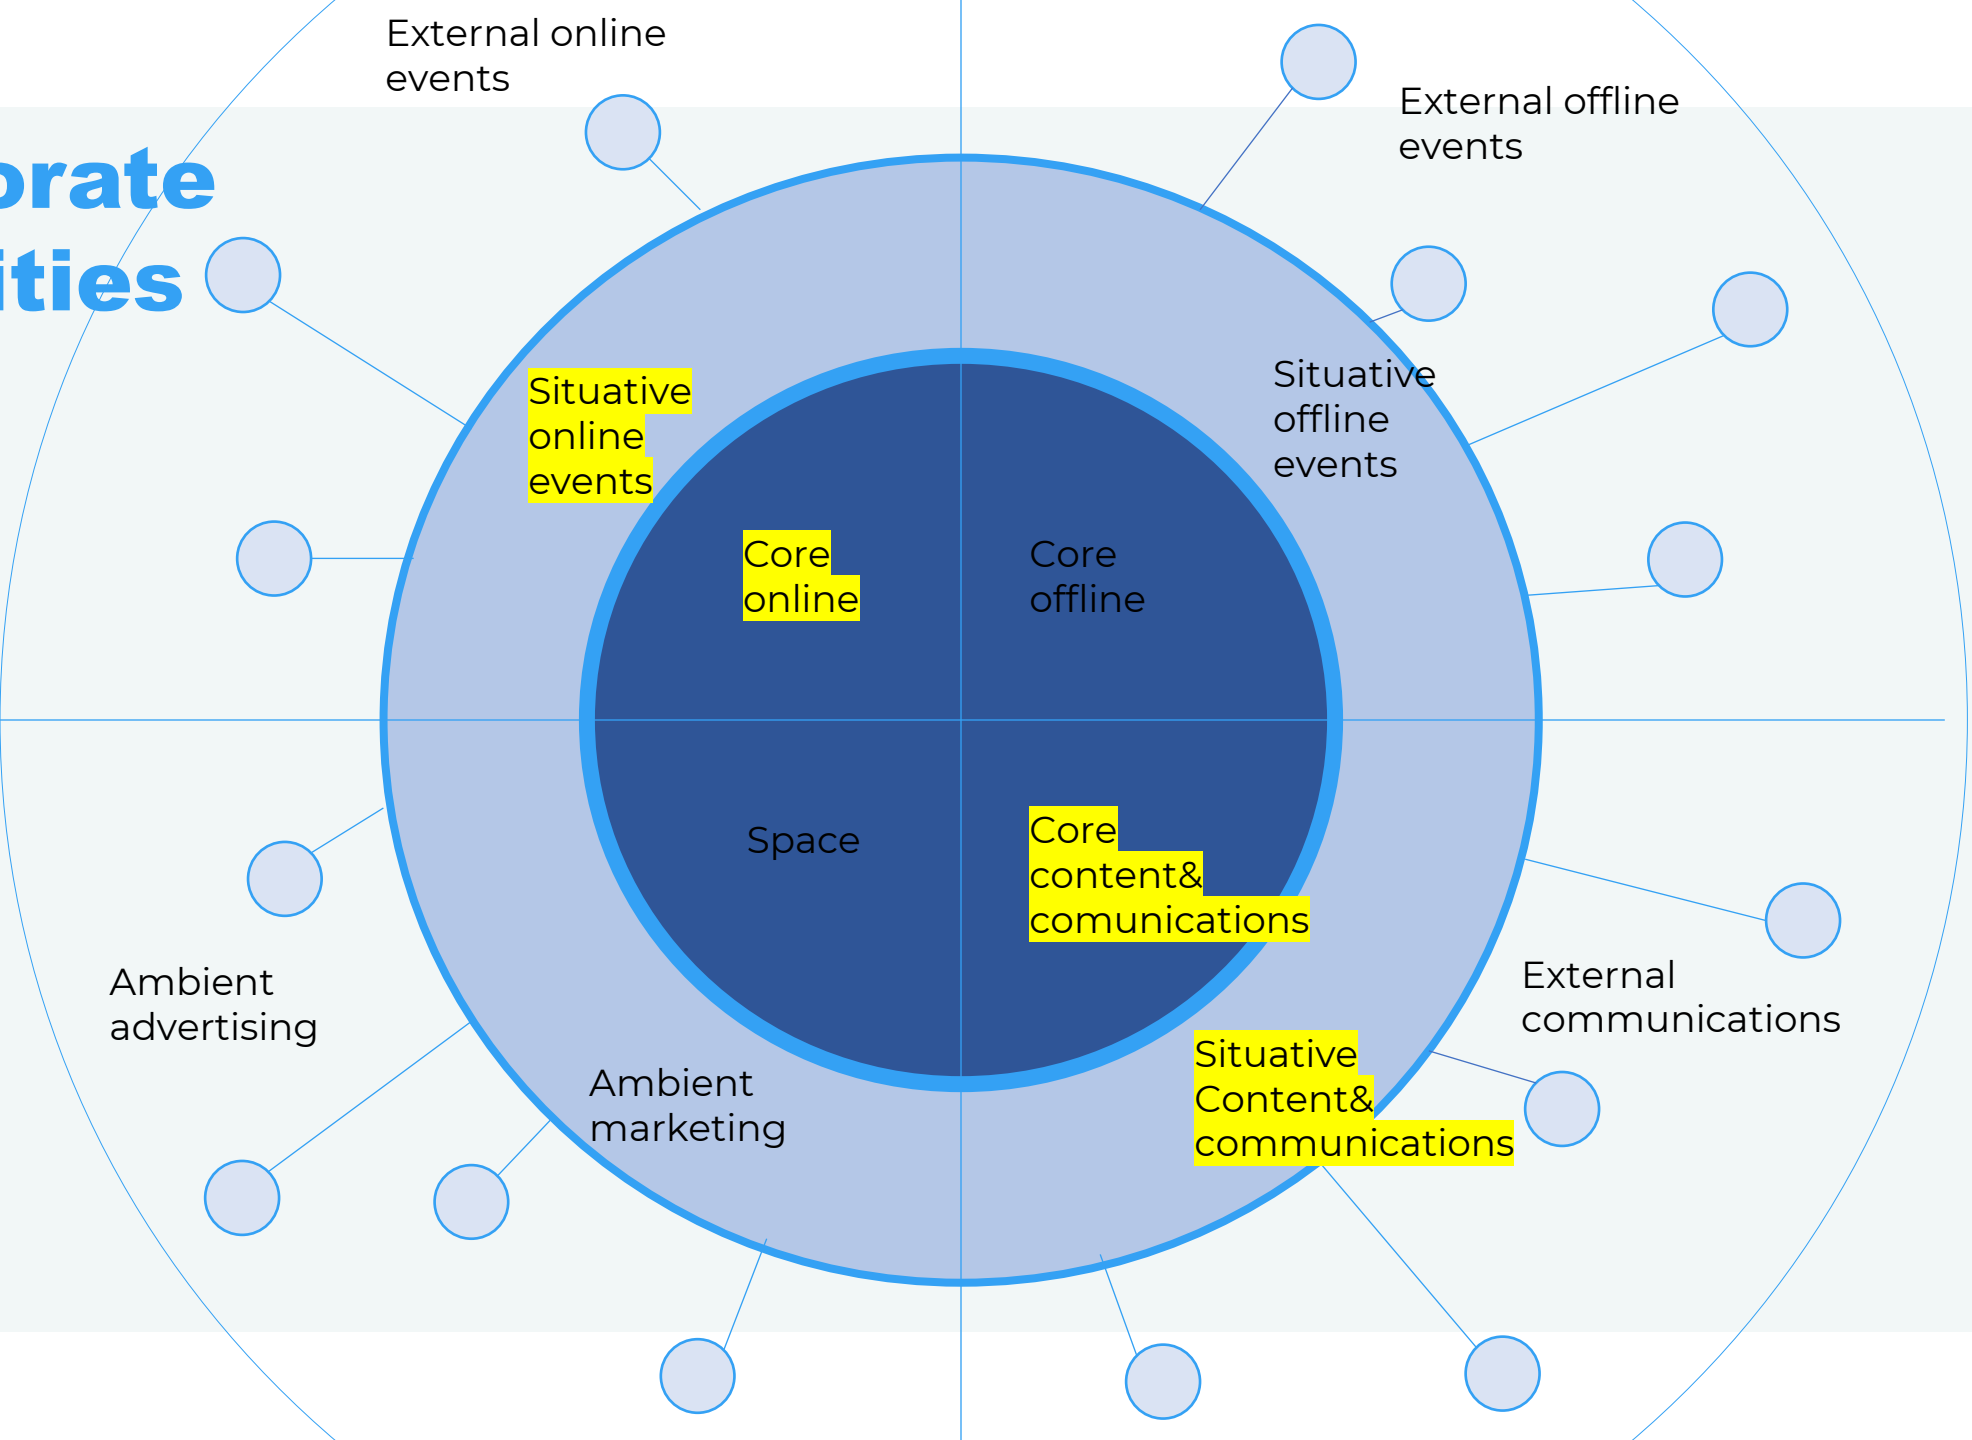 External online
events
External offline
events
orate
ities
Situative
online
events
Situative
offline
events
Core
online
Core
offline
Space
Core
content&
comunications
Ambient
advertising
External
communications
Ambient
marketing
Situative
Content&
communications